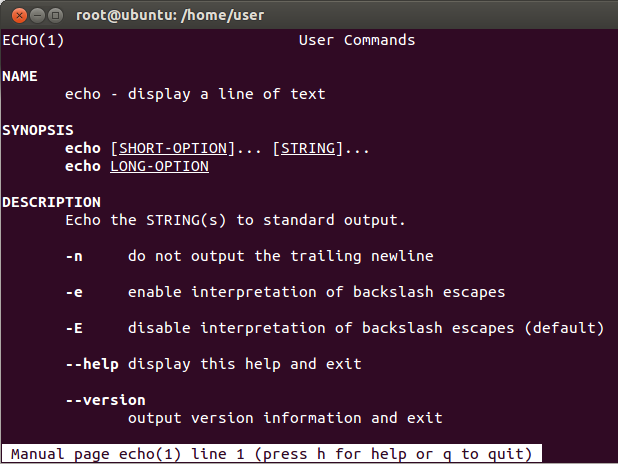 root@ubuntu: /home/user
ECHO(1) User Commands
NAME
echo - display a line of text
SYNOPSIS
echo [SHORT-OPTION]... [STRING]...
echo LONG-OPTION
DESCRIPTION
Echo the STRING(s) to standard output.
-n do not output the trailing newline
-e enable interpretation of backslash escapes
-E disable interpretation of backslash escapes (default)
--help display this help and exit
--version
output version information and exit
Manual page echo(1) line 1 (press h for help or q to quit)